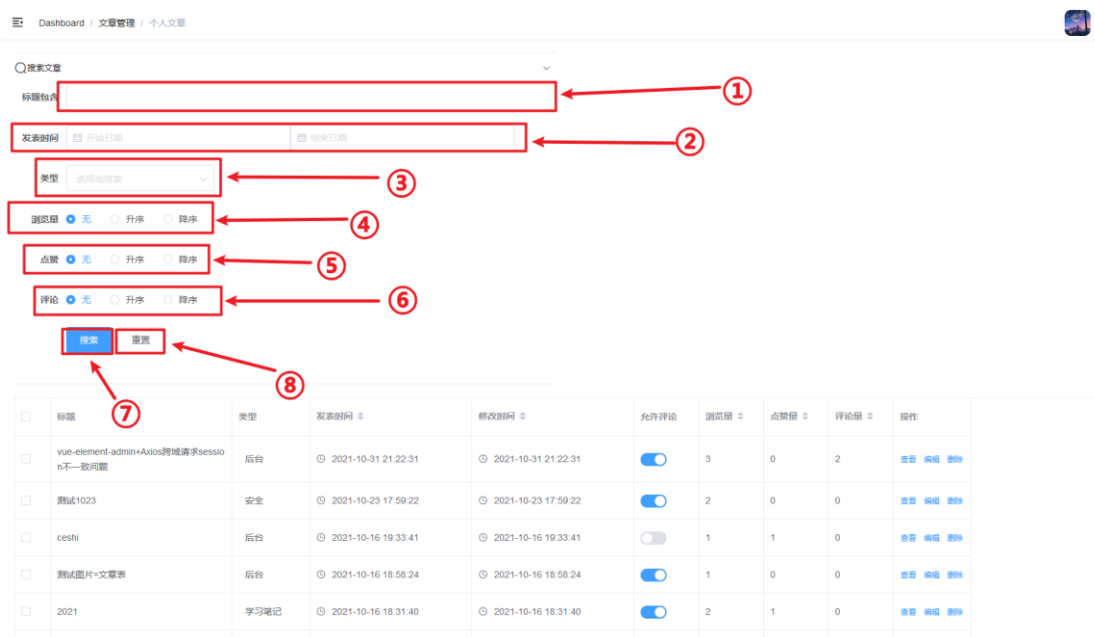 Dashboard / 文章管理 / 个人文章
搜索文章
标题包含
①
发表时间 开始日期 结束日期
②
类型 选择或搜索
③
浏览量 无 升序 降序
④
点赞 无 升序 降序
⑤
评论 无 升序 降序
⑥
搜索 重置
⑧
⑦
标题 类型 发表时间 修改时间 允许评论 浏览量 点赞量 评论量 操作
vue-element-admin+Axios跨域请求sessio
n不一致问题 后台 2021-10-31 21:22:31 2021-10-31 21:22:31 3 0 2 查看 编辑 删除
测试1023 安全 2021-10-23 17:59:22 2021-10-23 17:59:22 2 0 0 查看 编辑 删除
ceshi 后台 2021-10-16 19:33:41 2021-10-16 19:33:41 1 1 0 查看 编辑 删除
测试图片=文章表 后台 2021-10-16 18:58:24 2021-10-16 18:58:24 1 0 0 查看 编辑 删除
2021 学习笔记 2021-10-16 18:31:40 2021-10-16 18:31:40 2 1 0 查看 编辑 删除